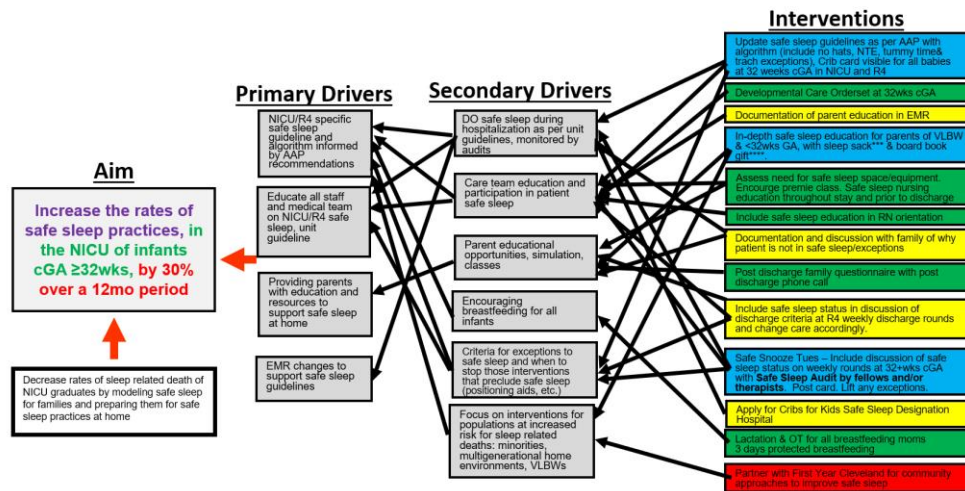 Aim
Increase the rates of
safe sleep practices, in
the NICU of infants
cGA ≥32wks, by 30%
over a 12mo period
Decrease rates of sleep related death of
NICU graduates by modeling safe sleep
for families and preparing them for safe
sleep practices at home
Primary Drivers
NICU/R4 specific safe
sleep guideline and
algorithm informed by
AAP recommendations
Educate all staff and
medical team on
NICU/R4 safe
sleep, unit
guideline
Providing parents
with education and
resources to
support safe sleep
at home
EMR changes to
support safe sleep
guidelines
Secondary Drivers
DO safe sleep during
hospitalization as per unit
guidelines, monitored by
audits
Care team education and
participation in patient
safe sleep
Parent educational
opportunities, simulation,
classes
Encouraging
breastfeeding for all
infants
Criteria for exceptions to
safe sleep and when to
stop those interventions
that preclude safe sleep
(positioning aids, etc.)
Focus on interventions for
populations at increased
risk for sleep related
deaths: minorities,
multigenerational home
environments, VLBWs
Interventions
Update safe sleep guidelines as per AAP with
algorithm (include no hats, NTE, tummy time&
trach exceptions), Crib card visible for all babies
at 32 weeks cGA in NICU and R4
Developmental Care Orderset at 32wks cGA
Documentation of parent education in EMR
In-depth safe sleep education for parents of VLBW
& <32wks GA, with sleep sack*** & board book
gift****.
Assess need for safe sleep space/equipment.
Encourge premie class. Safe sleep nursing
education throughout stay and prior to discharge
Include safe sleep education in RN orientation
Documentation and discussion with family of why
patient is not in safe sleep/exceptions
Post discharge family questionnaire with post
discharge phone call
Include safe sleep status in discussion of
discharge criteria at R4 weekly discharge rounds
and change care accordingly.
Safe Snooze Tues – Include discussion of safe
sleep status on weekly rounds at 32+wks cGA
with Safe Sleep Audit by fellows and/or
therapists. Post card. Lift any exceptions.
Apply for Cribs for Kids Safe Sleep Designation
Hospital
Lactation & OT for all breastfeeding moms
3 days protected breastfeeding
Partner with First Year Cleveland for community
approaches to improve safe sleep